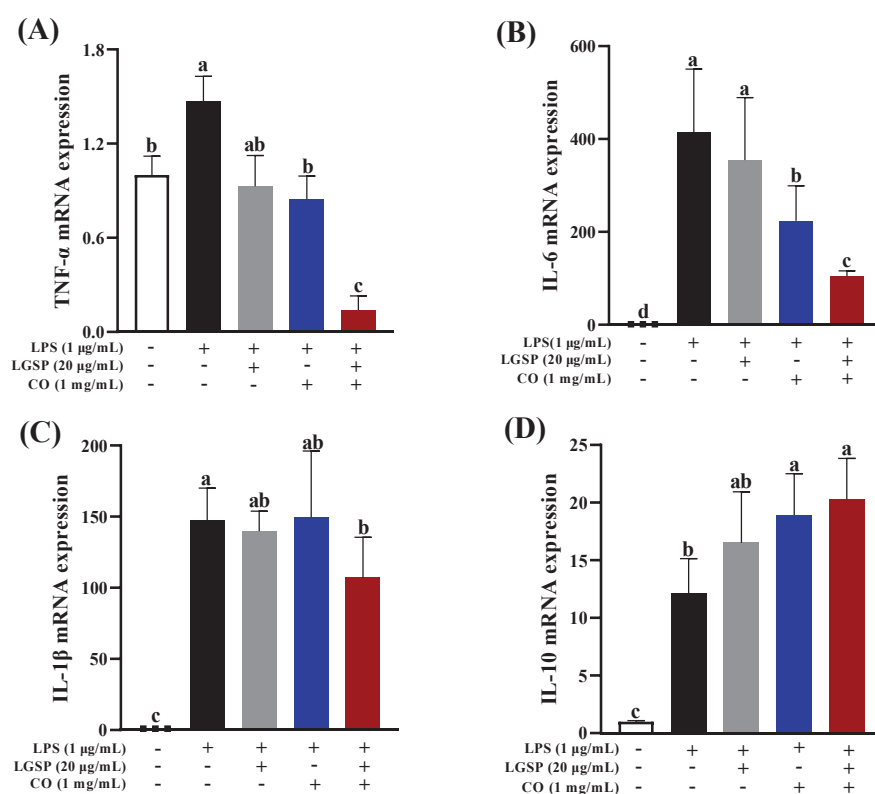 (A)
TNF-α mRNA expression
1.8
1.2
0.6
0.0
b
a
ab
b
c
LPS (1 μg/mL) - + + + +
LGSP (20 μg/mL) - - + - +
CO (1 mg/mL) - - - + +
(B)
IL-6 mRNA expression
600
400
200
0
d
a
a
b
c
LPS(1 μg/mL) - + + + +
LGSP (20 μg/mL) - - + - +
CO (1 mg/mL) - - - + +
(C)
IL-1β mRNA expression
200
150
100
50
0
c
a
ab
ab
b
LPS (1 μg/mL) - + + + +
LGSP (20 μg/mL) - - + - +
CO (1 mg/mL) - - - + +
(D)
IL-10 mRNA expression
25
20
15
10
5
0
c
b
ab
a
a
LPS (1 μg/mL) - + + + +
LGSP (20 μg/mL) - - + - +
CO (1 mg/mL) - - - + +